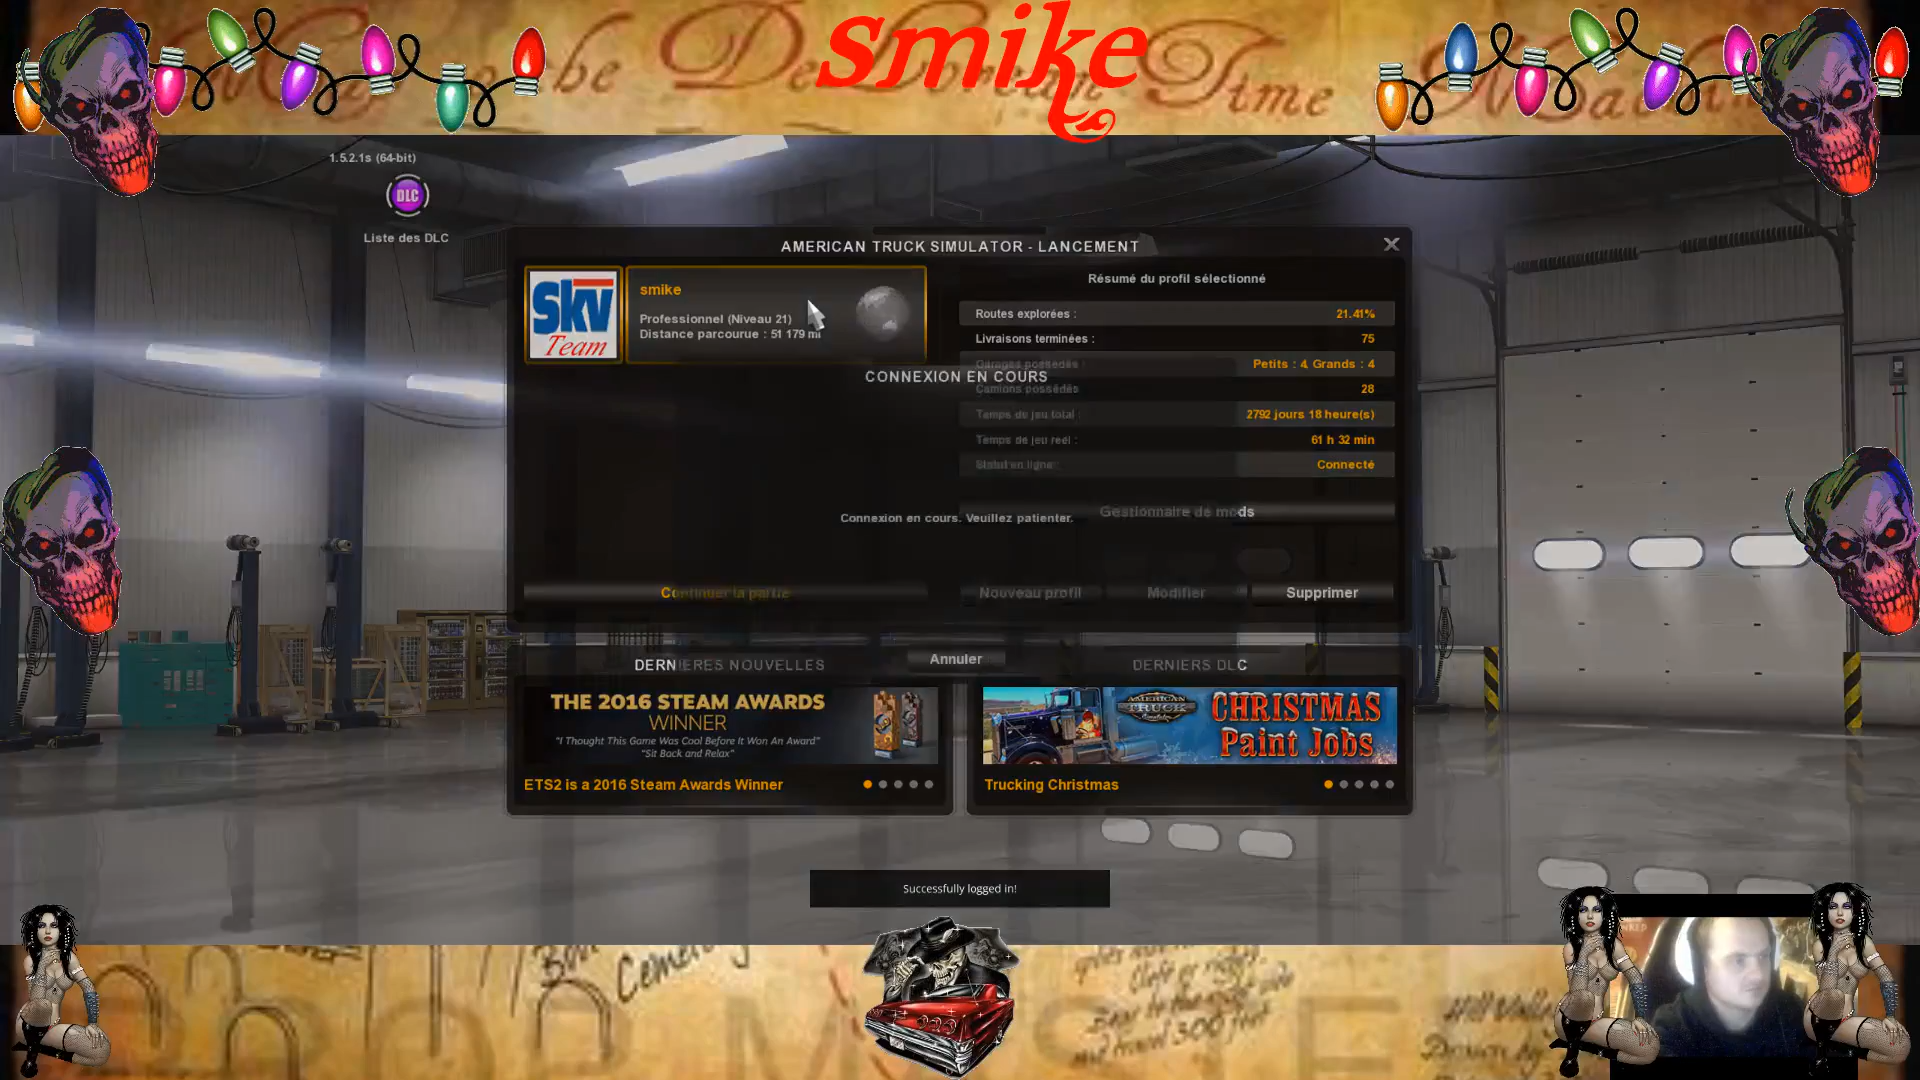 smike
Time
1.5.2.1s (64-bit)
DLC
Liste des DLC
AMERICAN TRUCK SIMULATOR - LANCEMENT
SKV
Team
smike
Professionnel (Niveau 21)
Distance parcourue : 51 179 mi
Résumé du profil sélectionné
Routes explorées : 21.41%
Livraisons terminées : 75
Garages possédés : Petits : 4, Grands : 4
Camions possédés 28
Temps de jeu total : 2792 jours 18 heure(s)
Temps de jeu réel : 61 h 32 min
Statut en ligne : Connecté
CONNEXION EN COURS
Connexion en cours. Veuillez patienter.
Gestionnaire de mods
Continuer la partie
Nouveau profil
Modifier
Supprimer
Annuler
DERNIÈRES NOUVELLES
THE 2016 STEAM AWARDS
WINNER
"I Thought This Game Was Cool Before It Won An Award"
"Sit Back and Relax"
ETS2 is a 2016 Steam Awards Winner
DERNIERS DLC
AMERICAN
TRUCK
SIMULATOR
CHRISTMAS
Paint Jobs
Trucking Christmas
Successfully logged in!
Cemetery